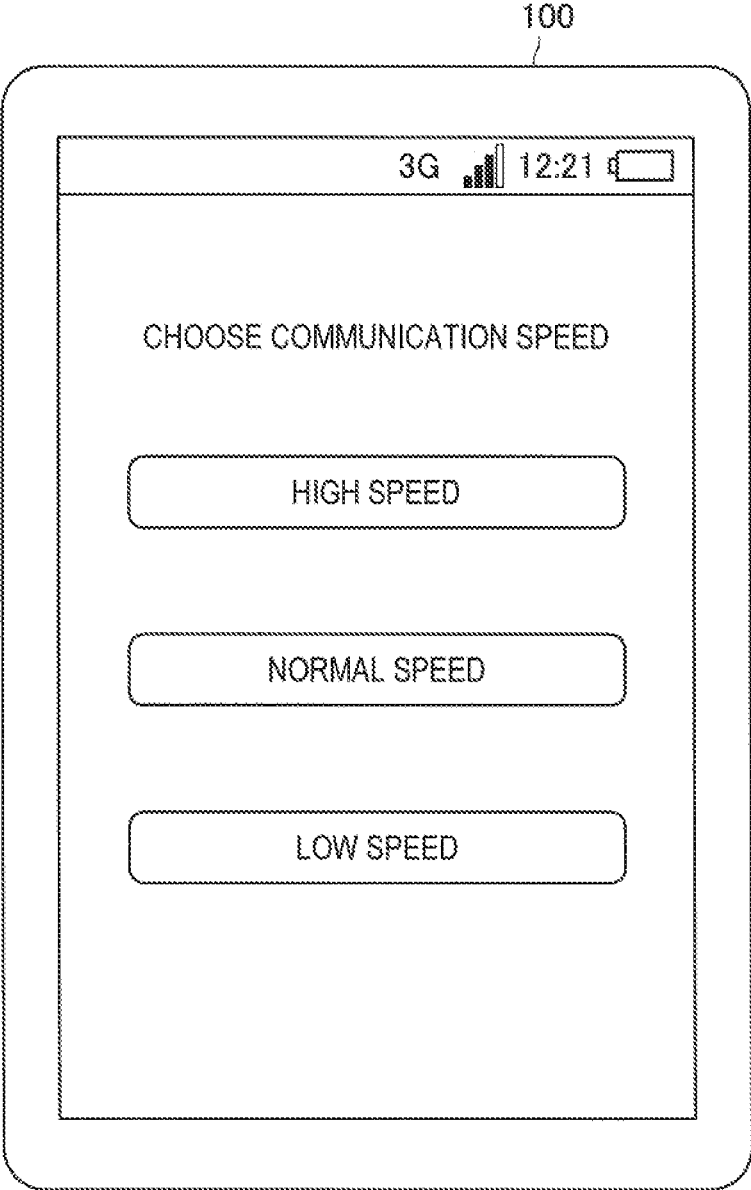 100
3G 12:21
CHOOSE COMMUNICATION SPEED
HIGH SPEED
NORMAL SPEED
LOW SPEED